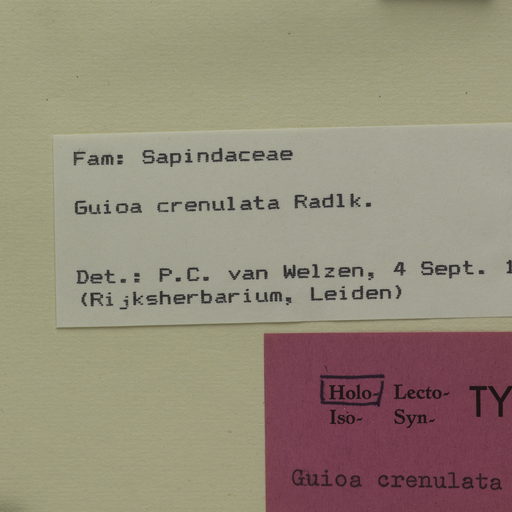 Fam: Sapindaceae
Guioa crenulata Radlk.
Det.: P.C. van Welzen, 4 Sept. 1
(Rijksherbarium, Leiden)
Holo- Lecto- TY
Iso- Syn-
Guioa crenulata